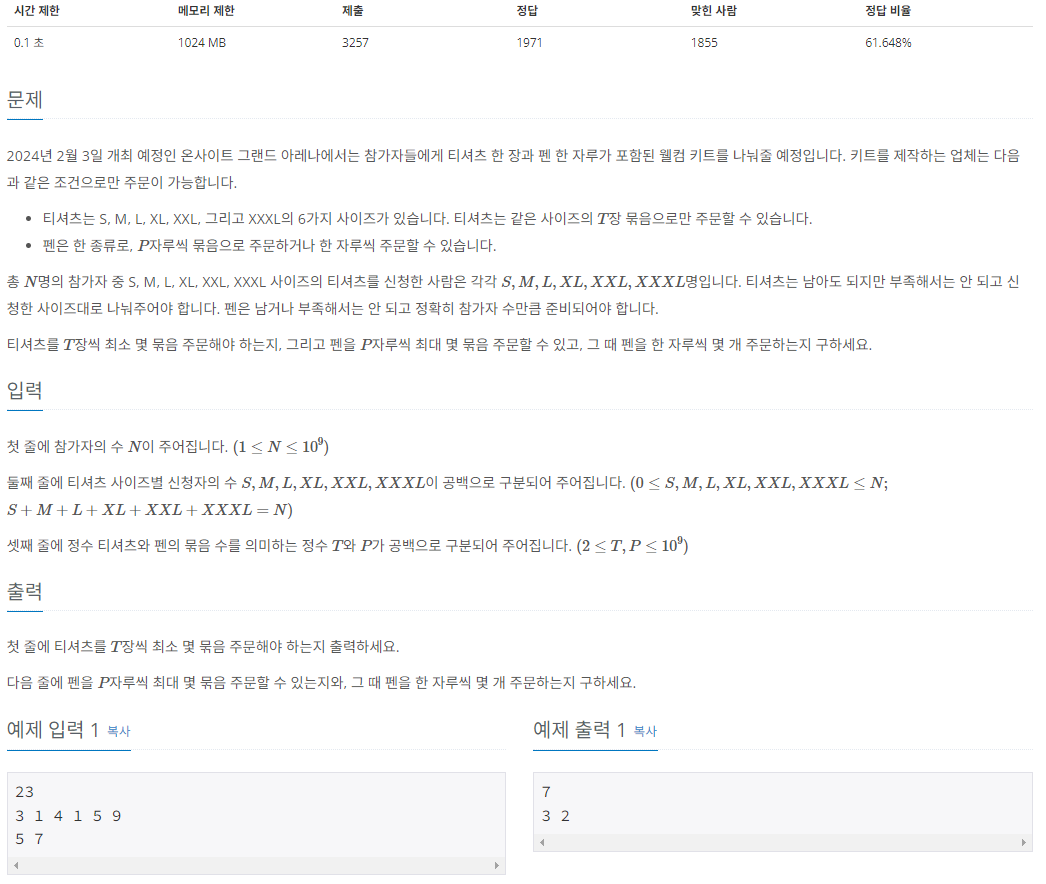 시간 제한 메모리 제한 제출 정답 맞힌 사람 정답 비율
0.1 초 1024 MB 3257 1971 1855 61.648%
문제
2024년 2월 3일 개최 예정인 온사이트 그랜드 아레나에서는 참가자들에게 티셔츠 한 장과 펜 한 자루가 포함된 웰컴 키트를 나눠줄 예정입니다. 키트를 제작하는 업체는 다음
과 같은 조건으로만 주문이 가능합니다.
• 티셔츠는 S, M, L, XL, XXL, 그리고 XXXL의 6가지 사이즈가 있습니다. 티셔츠는 같은 사이즈의 T장 묶음으로만 주문할 수 있습니다.
• 펜은 한 종류로, P자루씩 묶음으로 주문하거나 한 자루씩 주문할 수 있습니다.
총 N명의 참가자 중 S, M, L, XL, XXL, XXXL 사이즈의 티셔츠를 신청한 사람은 각각 S, M, L, XL, XXL, XXXL명입니다. 티셔츠는 남아도 되지만 부족해서는 안 되고 신
청한 사이즈대로 나눠주어야 합니다. 펜은 남거나 부족해서는 안 되고 정확히 참가자 수만큼 준비되어야 합니다.
티셔츠를 T장씩 최소 몇 묶음 주문해야 하는지, 그리고 펜을 P자루씩 최대 몇 묶음 주문할 수 있고, 그 때 펜을 한 자루씩 몇 개 주문하는지 구하세요.
입력
첫 줄에 참가자의 수 N이 주어집니다. (1 ≤ N ≤ 10⁹)
둘째 줄에 티셔츠 사이즈별 신청자의 수 S, M, L, XL, XXL, XXXL이 공백으로 구분되어 주어집니다. (0 ≤ S, M, L, XL, XXL, XXXL ≤ N;
S + M + L + XL + XXL + XXXL = N)
셋째 줄에 정수 티셔츠와 펜의 묶음 수를 의미하는 정수 T와 P가 공백으로 구분되어 주어집니다. (2 ≤ T, P ≤ 10⁹)
출력
첫 줄에 티셔츠를 T장씩 최소 몇 묶음 주문해야 하는지 출력하세요.
다음 줄에 펜을 P자루씩 최대 몇 묶음 주문할 수 있는지와, 그 때 펜을 한 자루씩 몇 개 주문하는지 구하세요.
예제 입력 1 복사
23
3 1 4 1 5 9
5 7
예제 출력 1 복사
7
3 2